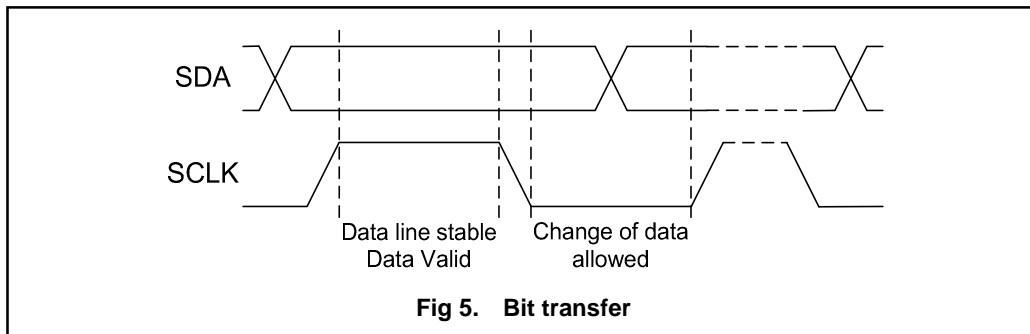 SDA
SCLK
Data line stable
Data Valid
Change of data
allowed
Fig 5. Bit transfer